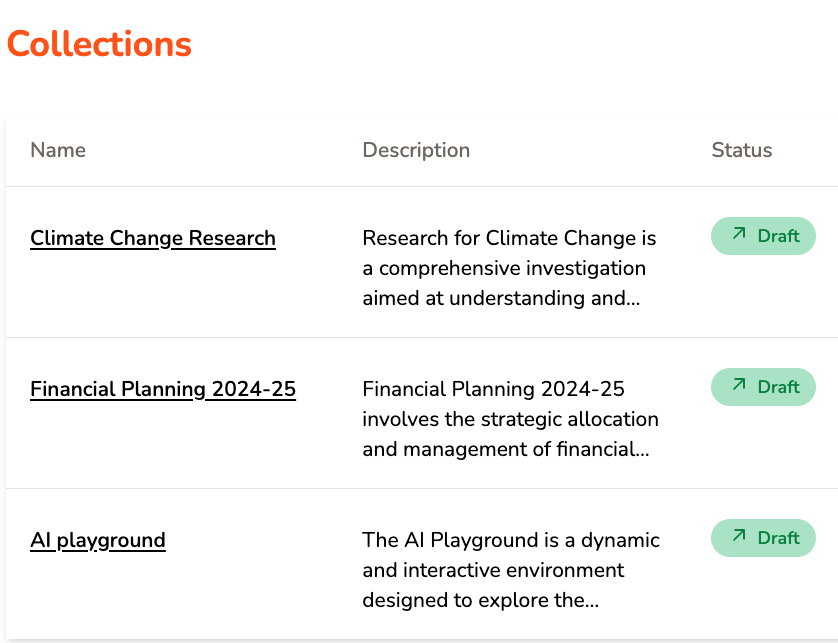 Collections
Name Description Status
Climate Change Research Research for Climate Change is Draft
a comprehensive investigation
aimed at understanding and...
Financial Planning 2024-25 Financial Planning 2024-25 Draft
involves the strategic allocation
and management of financial...
AI playground The AI Playground is a dynamic Draft
and interactive environment
designed to explore the...